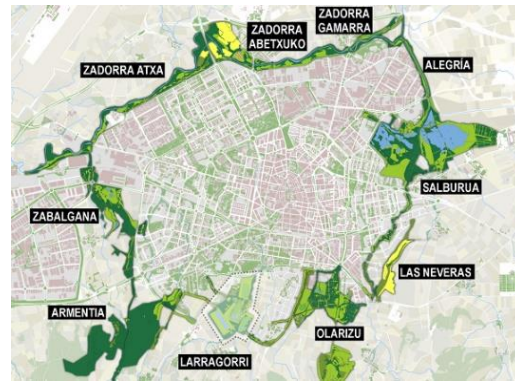 ZADORRA
GAMARRA
ZADORRA
ABETXUKO
ZADORRA ATXA
ALEGRÍA
SALBURUA
ZABALGANA
LAS NEVERAS
ARMENTIA
OLARIZU
LARRAGORRI